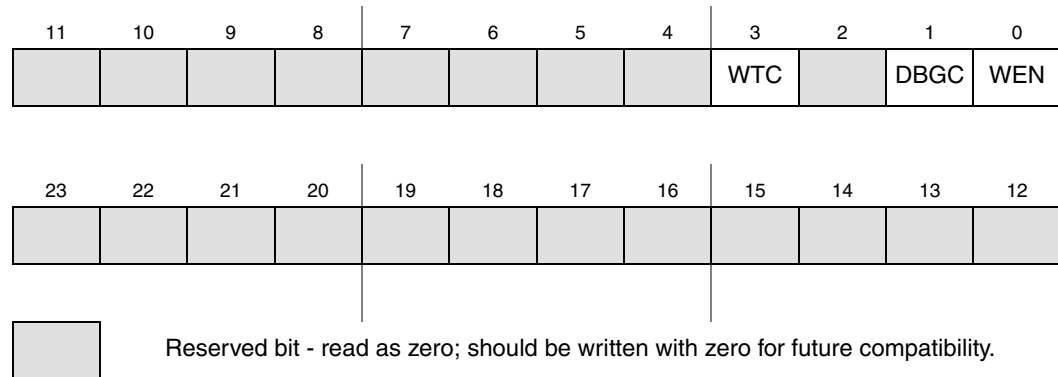 11 10 9 8 7 6 5 4 3 2 1 0
WTC DBGC WEN
23 22 21 20 19 18 17 16 15 14 13 12
Reserved bit - read as zero; should be written with zero for future compatibility.